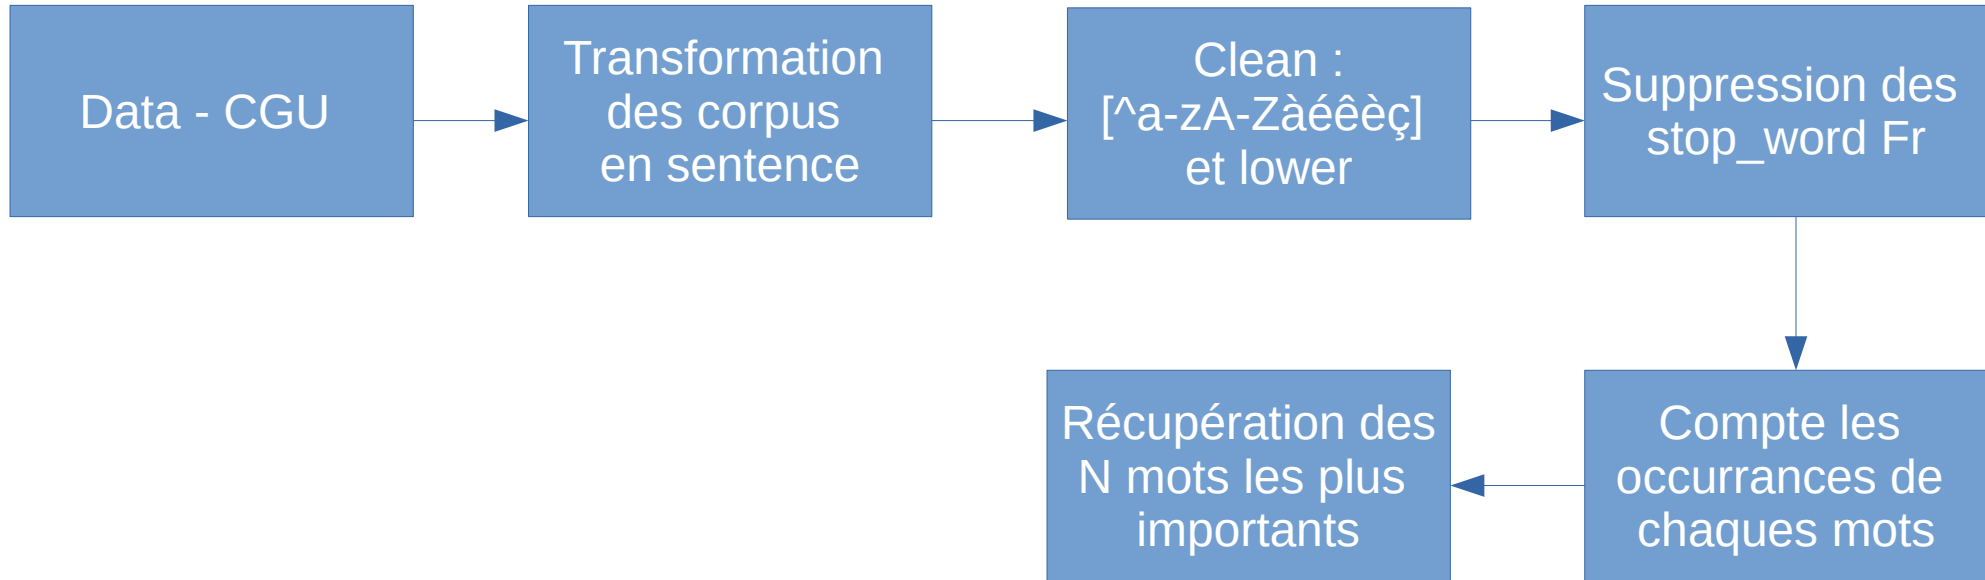 Data - CGU
Transformation
des corpus
en sentence
Clean :
[^a-zA-Zàéêèç]
et lower
Suppression des
stop_word Fr
Compte les
occurrances de
chaques mots
Récupération des
N mots les plus
importants